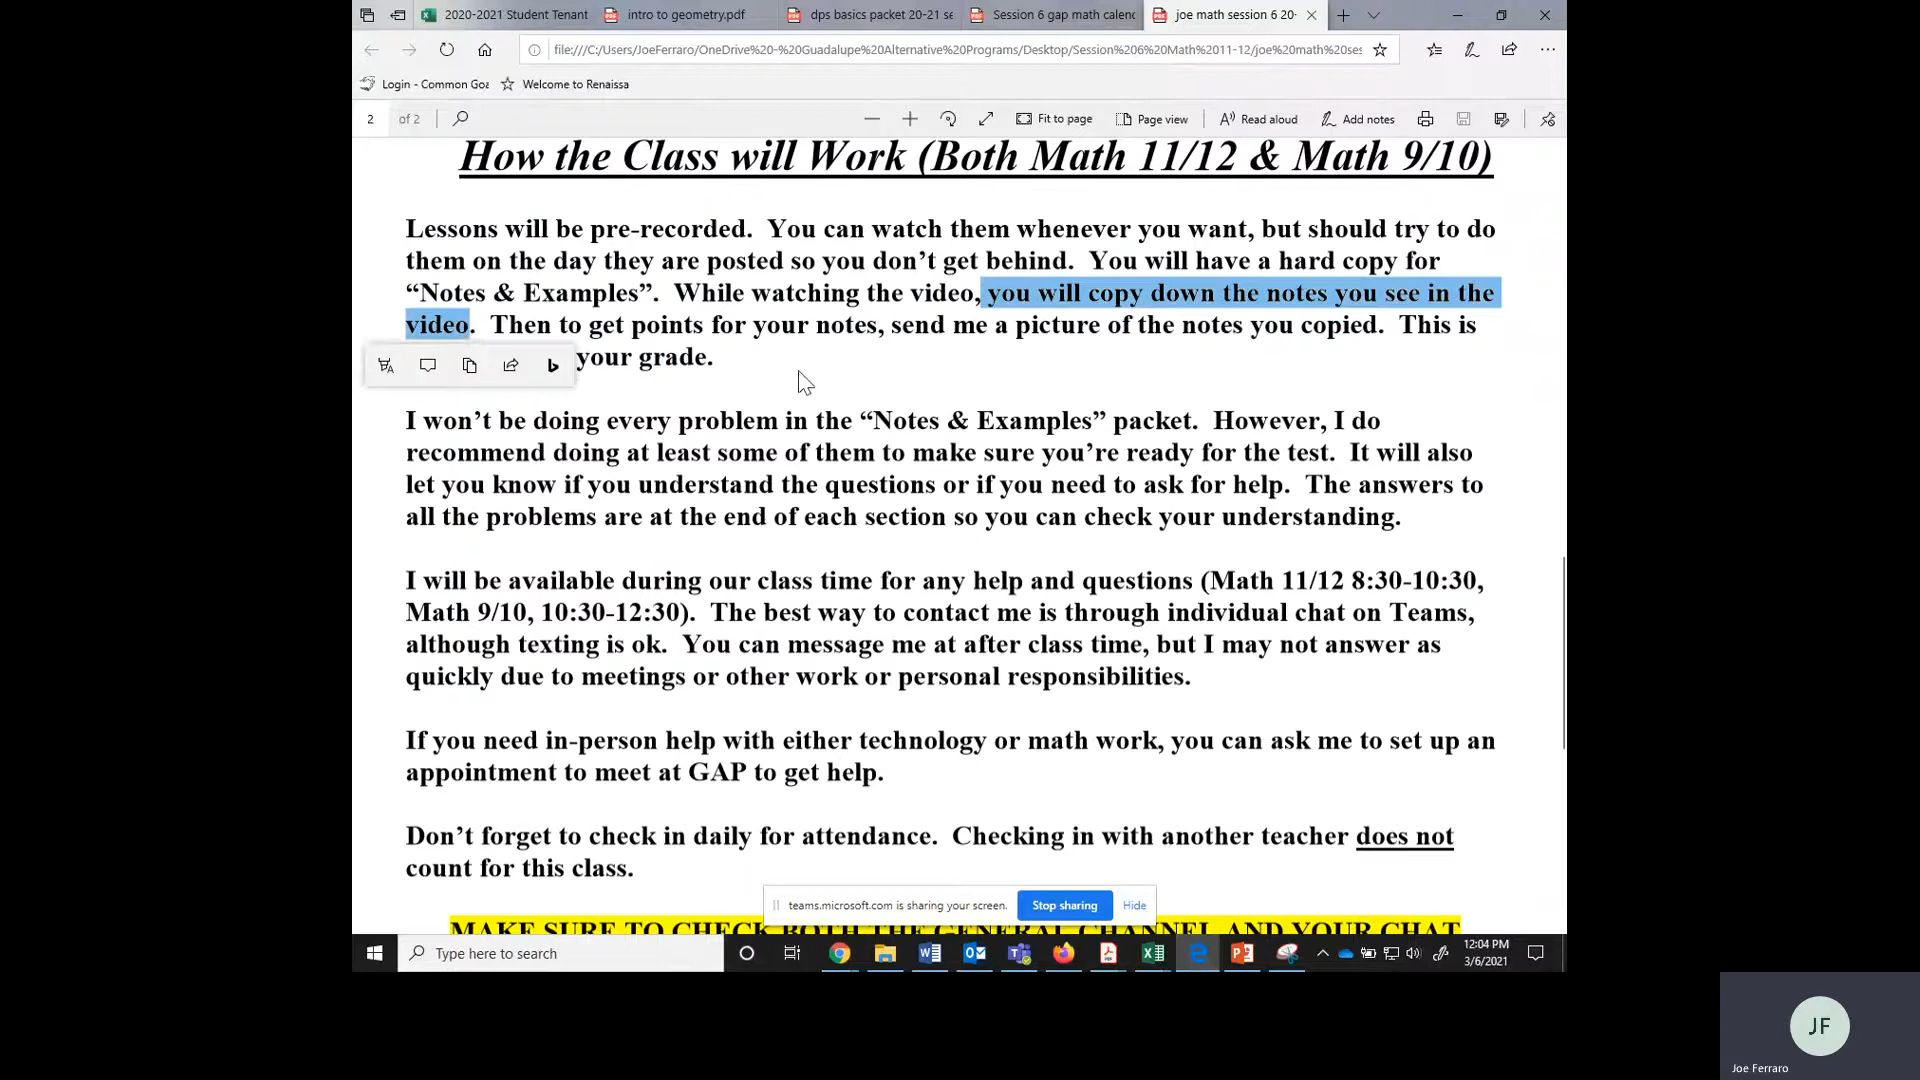 2020-2021 Student Tenant
intro to geometry.pdf
dps basics packet 20-21 se
Session 6 gap math calenc
joe math session 6 20-
file:///C:/Users/JoeFerraro/OneDrive%20-%20Guadalupe%20Alternative%20Programs/Desktop/Session%206%20Math%2011-12/joe%20math%20ses
Login - Common Goa
Welcome to Renaissa
2 of 2
Fit to page
Page view
Read aloud
Add notes
How the Class will Work (Both Math 11/12 & Math 9/10)
Lessons will be pre-recorded. You can watch them whenever you want, but should try to do
them on the day they are posted so you don’t get behind. You will have a hard copy for
“Notes & Examples”. While watching the video, you will copy down the notes you see in the
video. Then to get points for your notes, send me a picture of the notes you copied. This is
your grade.
I won’t be doing every problem in the “Notes & Examples” packet. However, I do
recommend doing at least some of them to make sure you’re ready for the test. It will also
let you know if you understand the questions or if you need to ask for help. The answers to
all the problems are at the end of each section so you can check your understanding.
I will be available during our class time for any help and questions (Math 11/12 8:30-10:30,
Math 9/10, 10:30-12:30). The best way to contact me is through individual chat on Teams,
although texting is ok. You can message me at after class time, but I may not answer as
quickly due to meetings or other work or personal responsibilities.
If you need in-person help with either technology or math work, you can ask me to set up an
appointment to meet at GAP to get help.
Don’t forget to check in daily for attendance. Checking in with another teacher does not
count for this class.
teams.microsoft.com is sharing your screen.
Stop sharing
Hide
MAKE SURE TO CHECK BOTH THE GENERAL CHANNEL AND YOUR CHAT
Type here to search
12:04 PM
3/6/2021
JF
Joe Ferraro